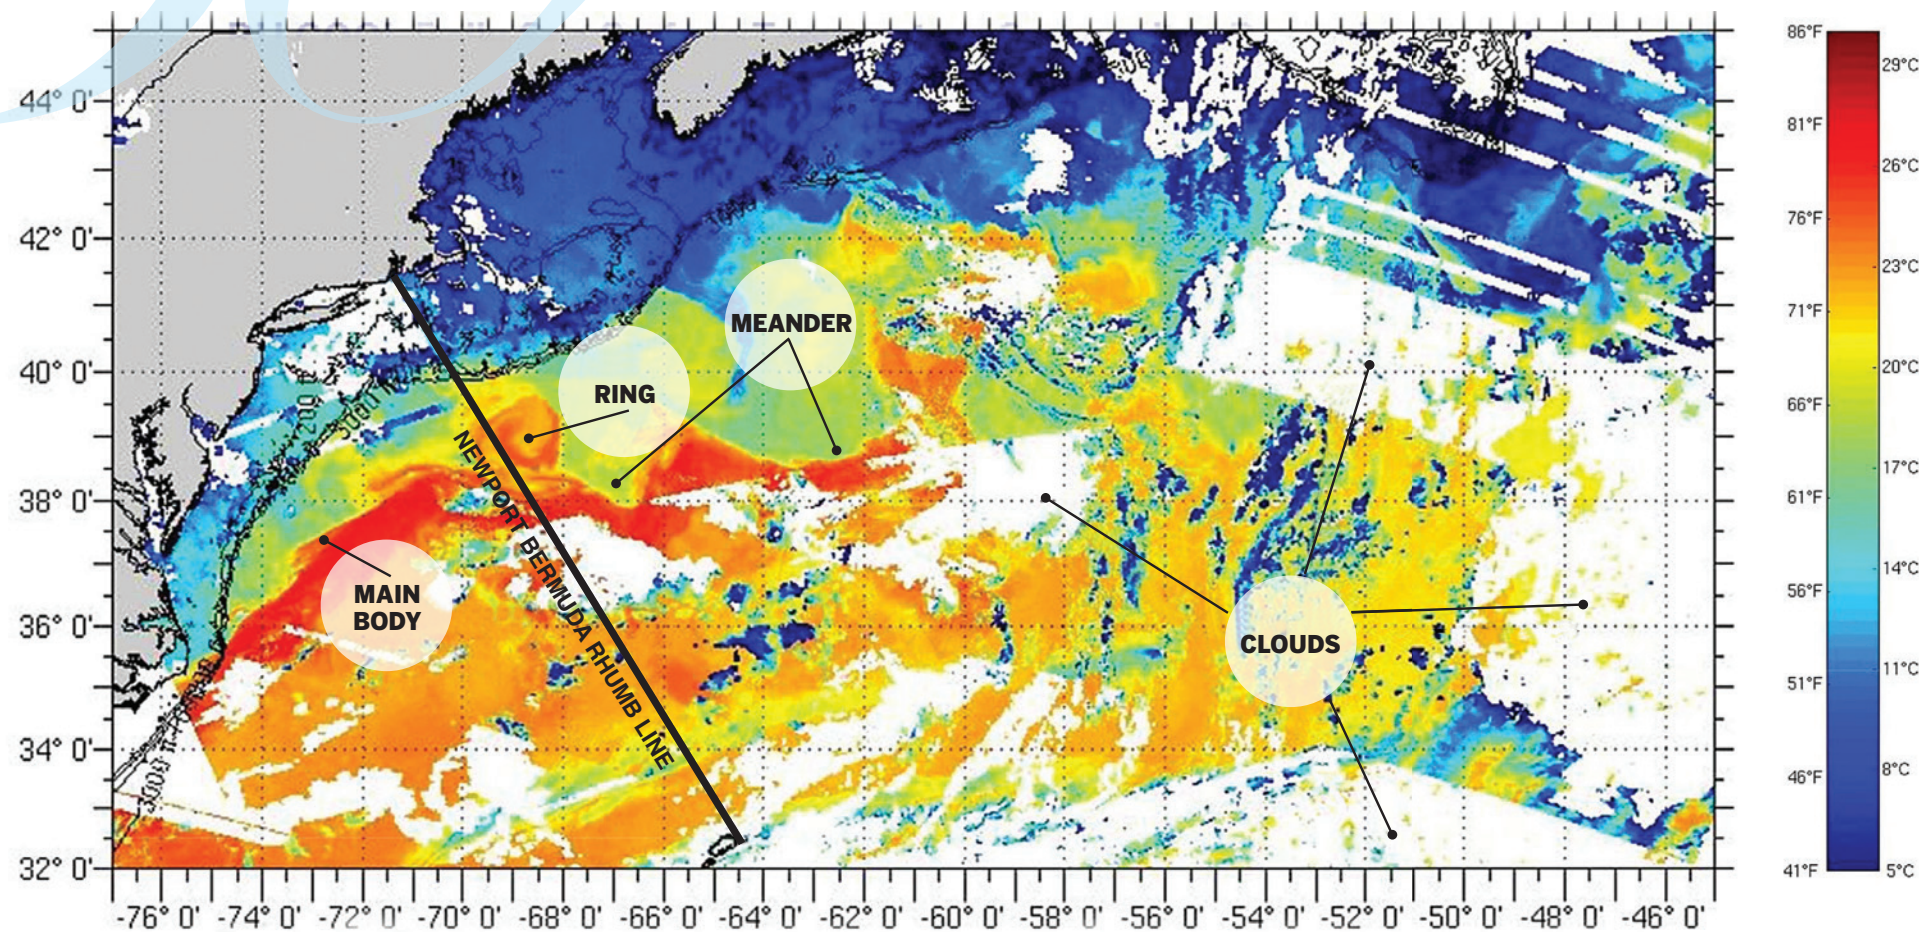 86°F
29°C
44° 0'
81°F
26°C
76°F
42° 0'
23°C
71°F
MEANDER
20°C
40° 0'
RING
66°F
17°C
NEWPORT BERMUDA RHUMB LINE
38° 0'
61°F
14°C
MAIN
BODY
56°F
36° 0'
CLOUDS
11°C
51°F
34° 0'
8°C
46°F
32° 0'
41°F
5°C
-76° 0' -74° 0' -72° 0' -70° 0' -68° 0' -66° 0' -64° 0' -62° 0' -60° 0' -58° 0' -56° 0' -54° 0' -52° 0' -50° 0' -48° 0' -46° 0'